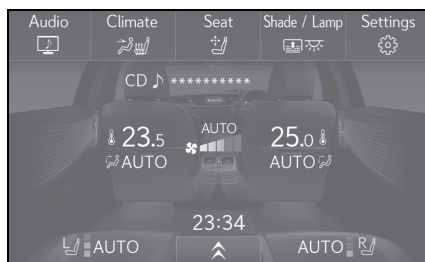 Audio Climate Seat Shade / Lamp Settings
CD ♪ **********
AUTO
23.5 25.0
AUTO AUTO
23:34
L AUTO AUTO R